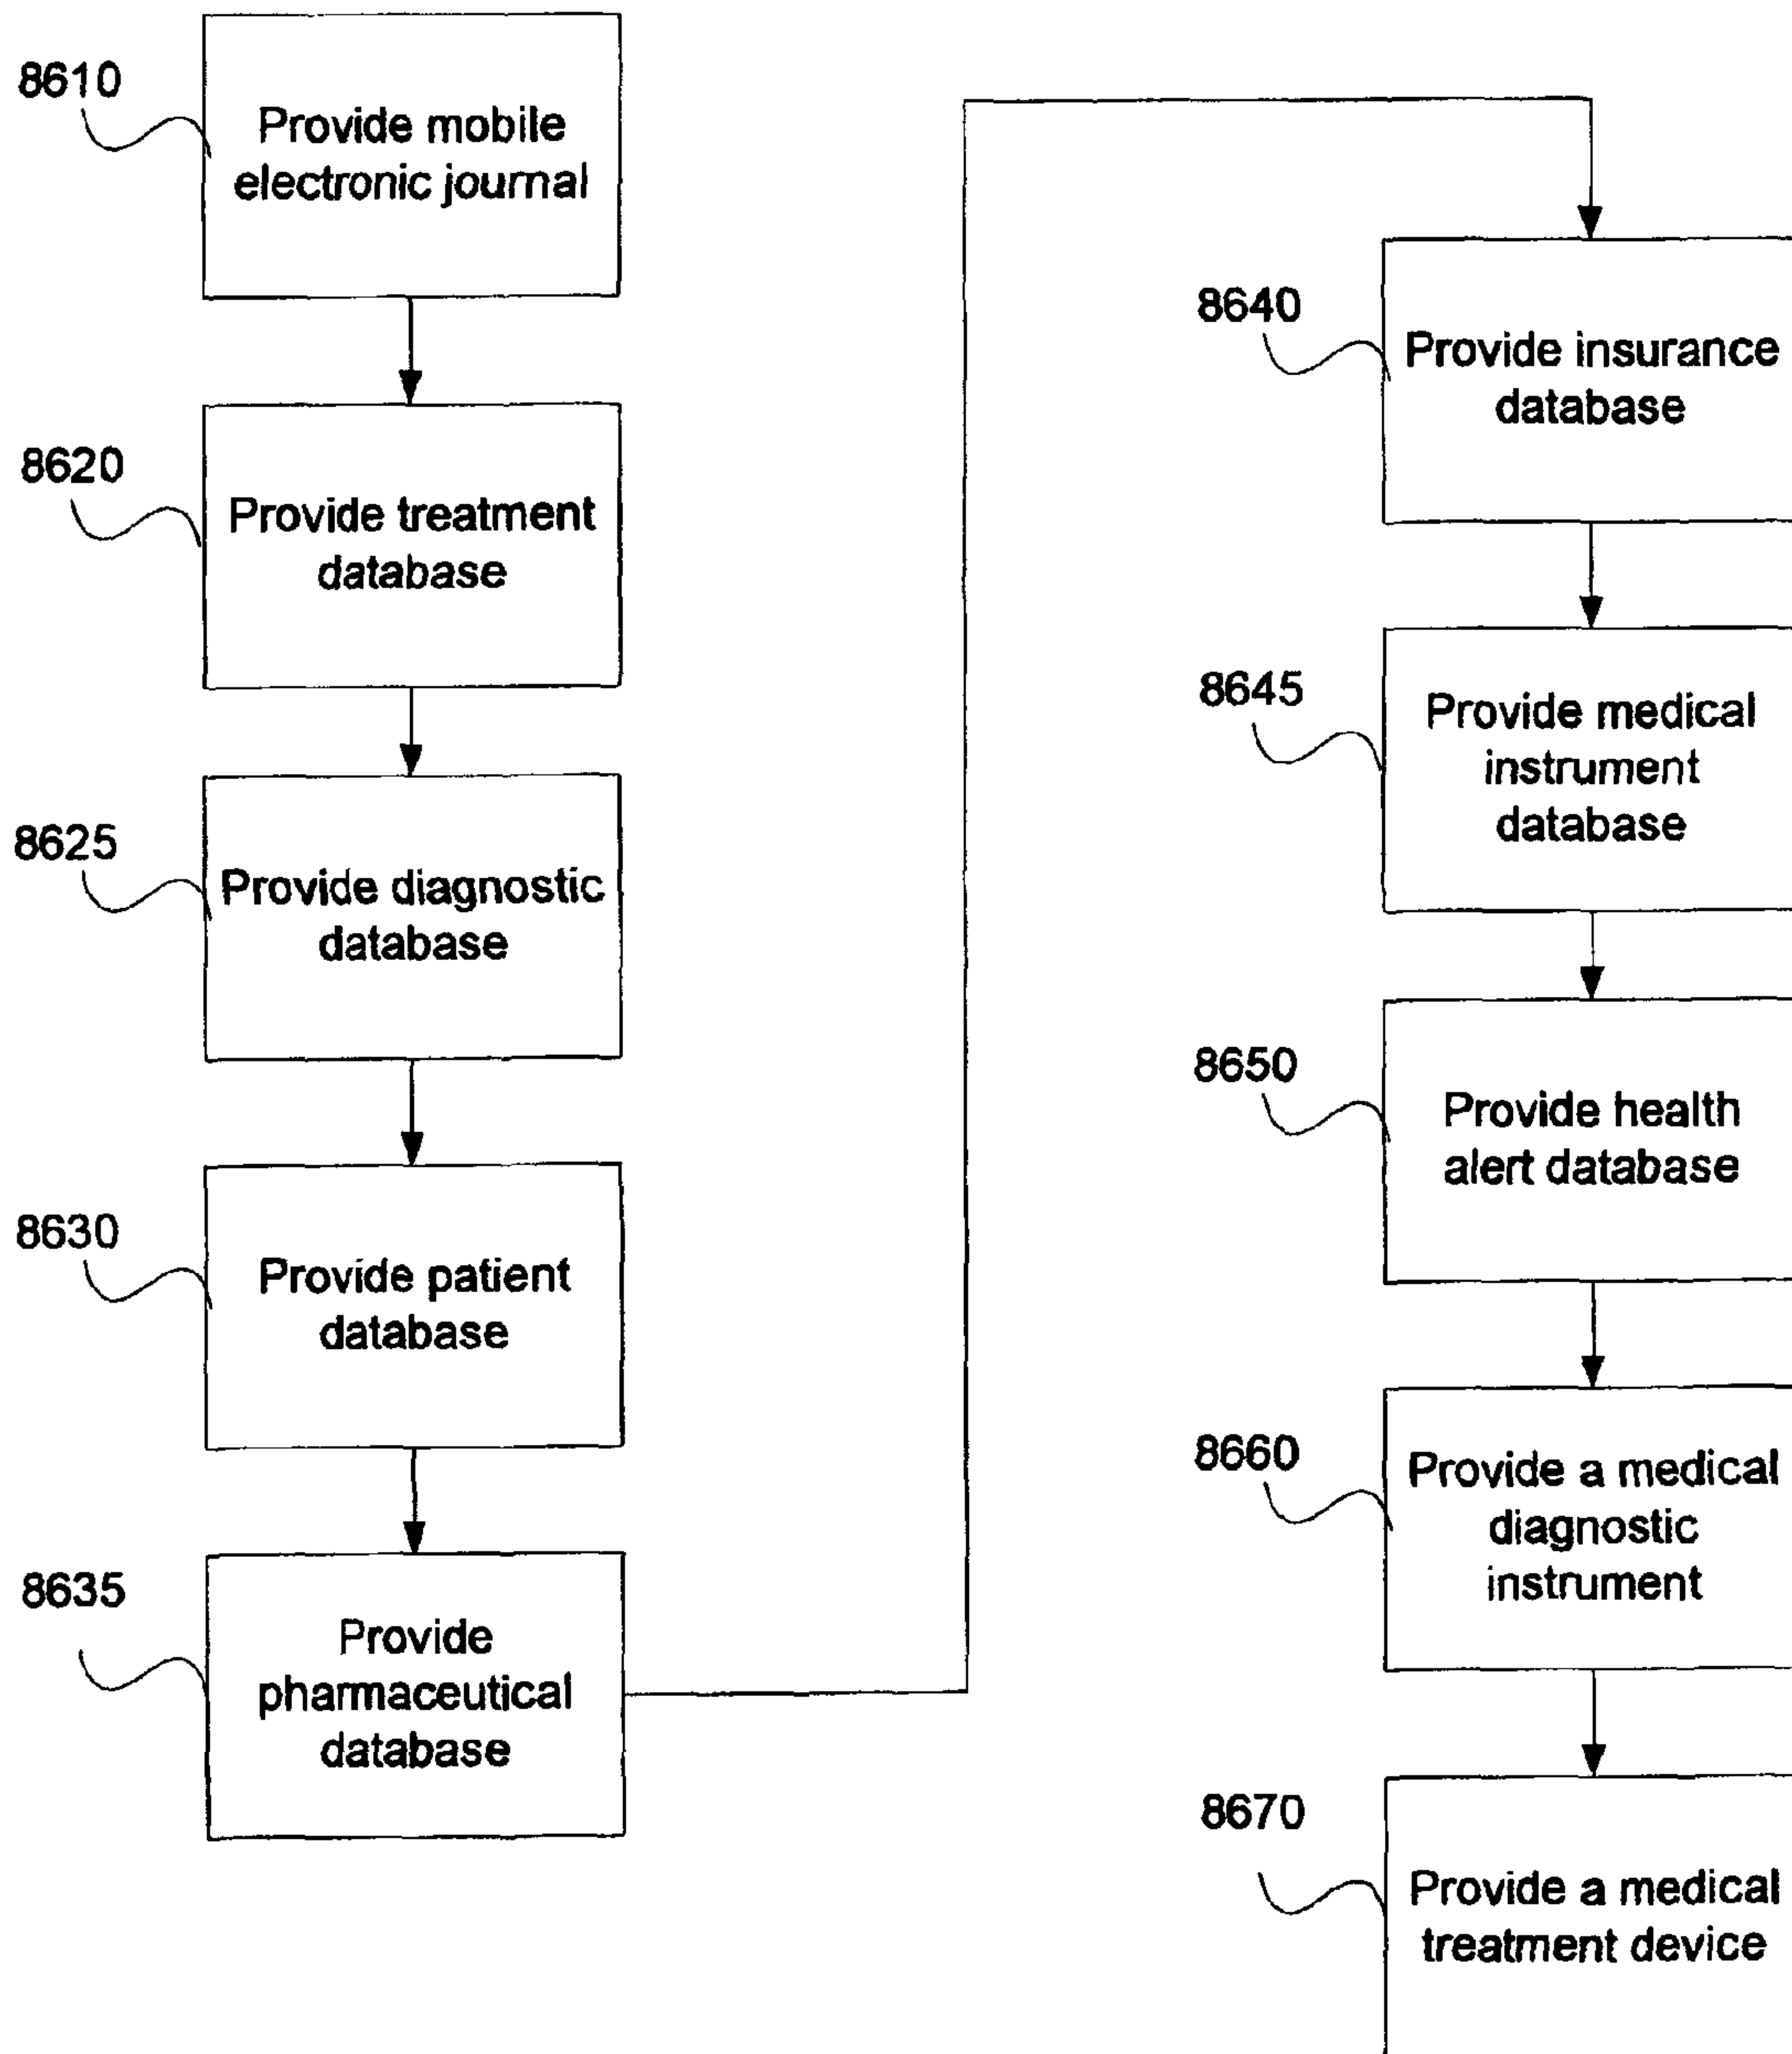 8610
Provide mobile
electronic journal
8620
Provide treatment
database
8625
Provide diagnostic
database
8630
Provide patient
database
8635
Provide
pharmaceutical
database
8640
Provide insurance
database
8645
Provide medical
instrument
database
8650
Provide health
alert database
8660
Provide a medical
diagnostic
instrument
8670
Provide a medical
treatment device